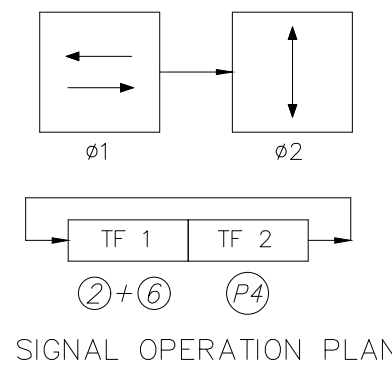 ø1 ø2
TF 1 TF 2
2+6 P4
SIGNAL OPERATION PLAN